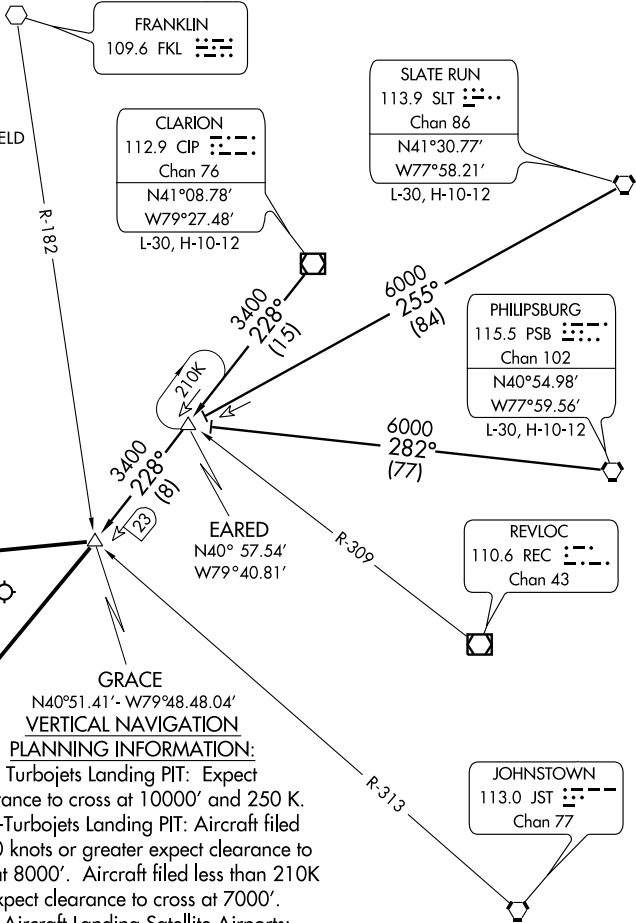 FRANKLIN
109.6 FKL
ELD
SLATE RUN
113.9 SLT
Chan 86
N41°30.77'
W77°58.21'
L-30, H-10-12
CLARION
112.9 CIP
Chan 76
N41°08.78'
W79°27.48'
L-30, H-10-12
R-182
3400
228°
(15)
6000
255°
(84)
PHILIPSBURG
115.5 PSB
Chan 102
N40°54.98'
W77°59.56'
L-30, H-10-12
210K
6000
282°
(77)
3400
228°
(8)
23
EARED
N40° 57.54'
W79°40.81'
R-309
REVLOC
110.6 REC
Chan 43
GRACE
N40°51.41'- W79°48.48.04'
VERTICAL NAVIGATION
PLANNING INFORMATION:
Turbojets Landing PIT: Expect
rance to cross at 10000' and 250 K.
-Turbojets Landing PIT: Aircraft filed
0 knots or greater expect clearance to
at 8000'. Aircraft filed less than 210K
xpect clearance to cross at 7000'.
Aircraft Landing Satellite Airports:
R-313
JOHNSTOWN
113.0 JST
Chan 77